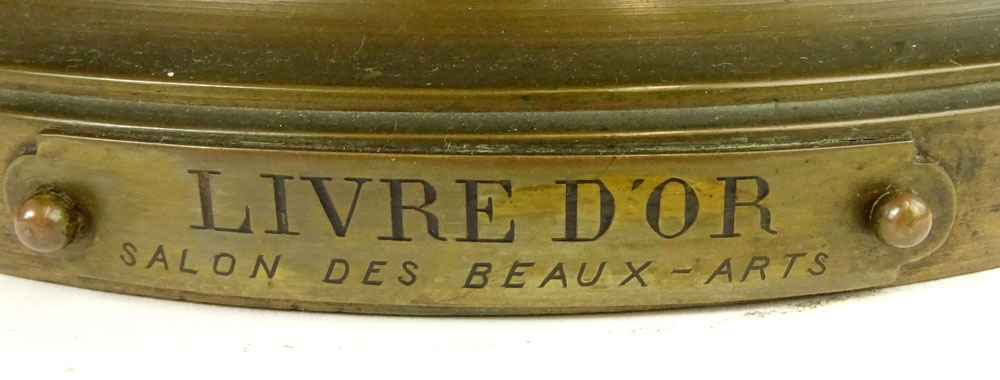 LIVRE D'OR
SALON DES BEAUX-ARTS